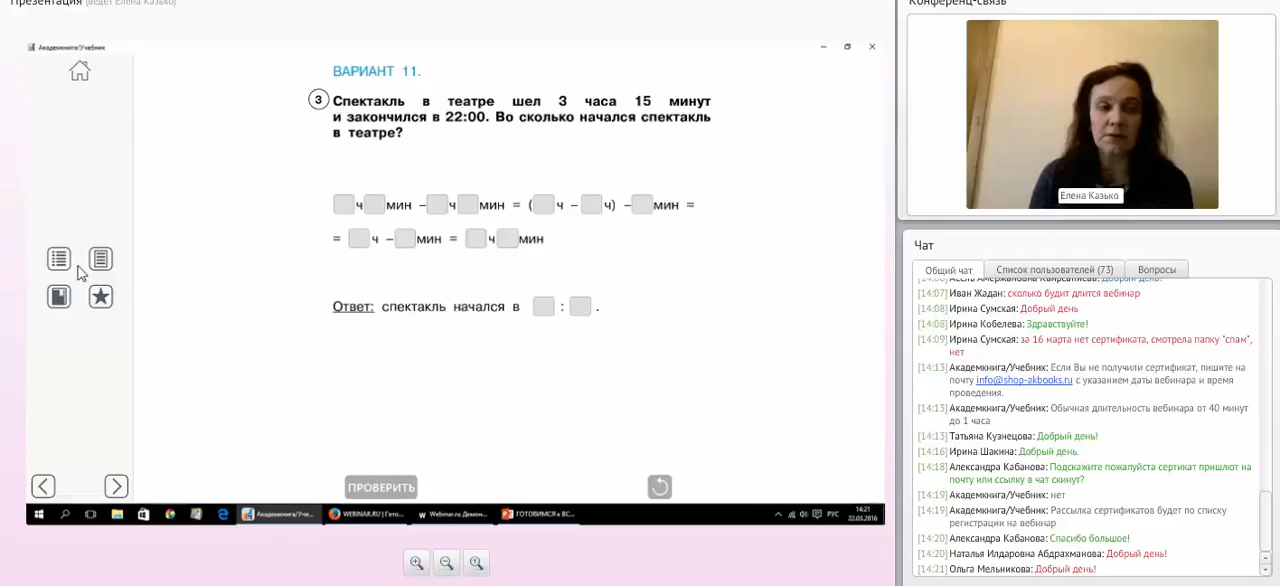 Презентация (ведет Елена Казько)
Академкнига/Учебник
ВАРИАНТ 11.
3 Спектакль в театре шел 3 часа 15 минут
и закончился в 22:00. Во сколько начался спектакль
в театре?
ч мин – ч мин = ( ч – ч) – мин =
= ч – мин = ч мин
Ответ: спектакль начался в : .
ПРОВЕРИТЬ
Академкнига/Уче...
WEBINAR.RU | Гото...
Webinar.ru Демон...
ГОТОВИМСЯ к ВС...
РУС
14:21
22.03.2016
Конференц-связь
Елена Казько
Чат
Общий чат
Список пользователей (73)
Вопросы
[14:07] Иван Жадан: сколько будит длится вебинар
[14:08] Ирина Сумская: Добрый день
[14:08] Ирина Кобелева: Здравствуйте!
[14:09] Ирина Сумская: за 16 марта нет сертификата, смотрела папку "спам",
нет
[14:13] Академкнига/Учебник: Если Вы не получили сертификат, пишите на
почту info@shop-akbooks.ru с указанием даты вебинара и время
проведения.
[14:13] Академкнига/Учебник: Обычная длительность вебинара от 40 минут
до 1 часа
[14:13] Татьяна Кузнецова: Добрый день!
[14:16] Ирина Шакина: Добрый день.
[14:18] Александра Кабанова: Подскажите пожалуйста сертикат пришлют на
почту или ссылку в чат скинут?
[14:19] Академкнига/Учебник: нет
[14:19] Академкнига/Учебник: Рассылка сертификатов будет по списку
регистрации на вебинар
[14:20] Александра Кабанова: Спасибо большое!
[14:20] Наталья Илдаровна Абдрахманова: Добрый день!
[14:21] Ольга Мельникова: Добрый день!